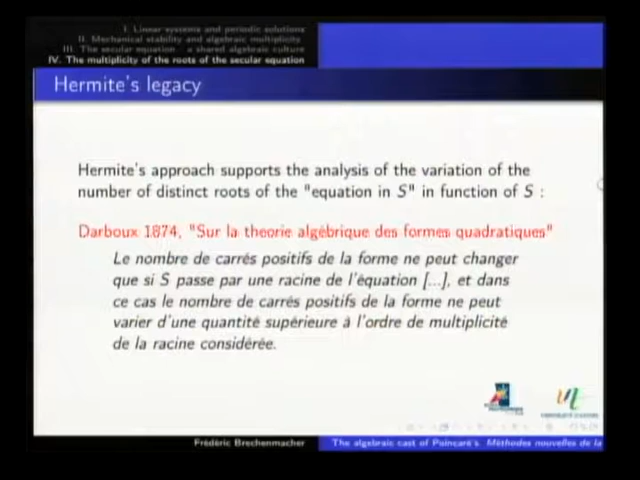 I. Linear systems and periodic solutions
II. Mechanical stability and algebraic multiplicity
III. The secular equation : a shared algebraic culture
IV. The multiplicity of the roots of the secular equation
Hermite's legacy
Hermite's approach supports the analysis of the variation of the
number of distinct roots of the "equation in S" in function of S :
Darboux 1874, "Sur la theorie algébrique des formes quadratiques"
Le nombre de carrés positifs de la forme ne peut changer
que si S passe par une racine de l'équation [...], et dans
ce cas le nombre de carrés positifs de la forme ne peut
varier d'une quantité supérieure à l'ordre de multiplicité
de la racine considérée.
Frédéric Brechenmacher
The algebraic cast of Poincaré's Méthodes nouvelles de la